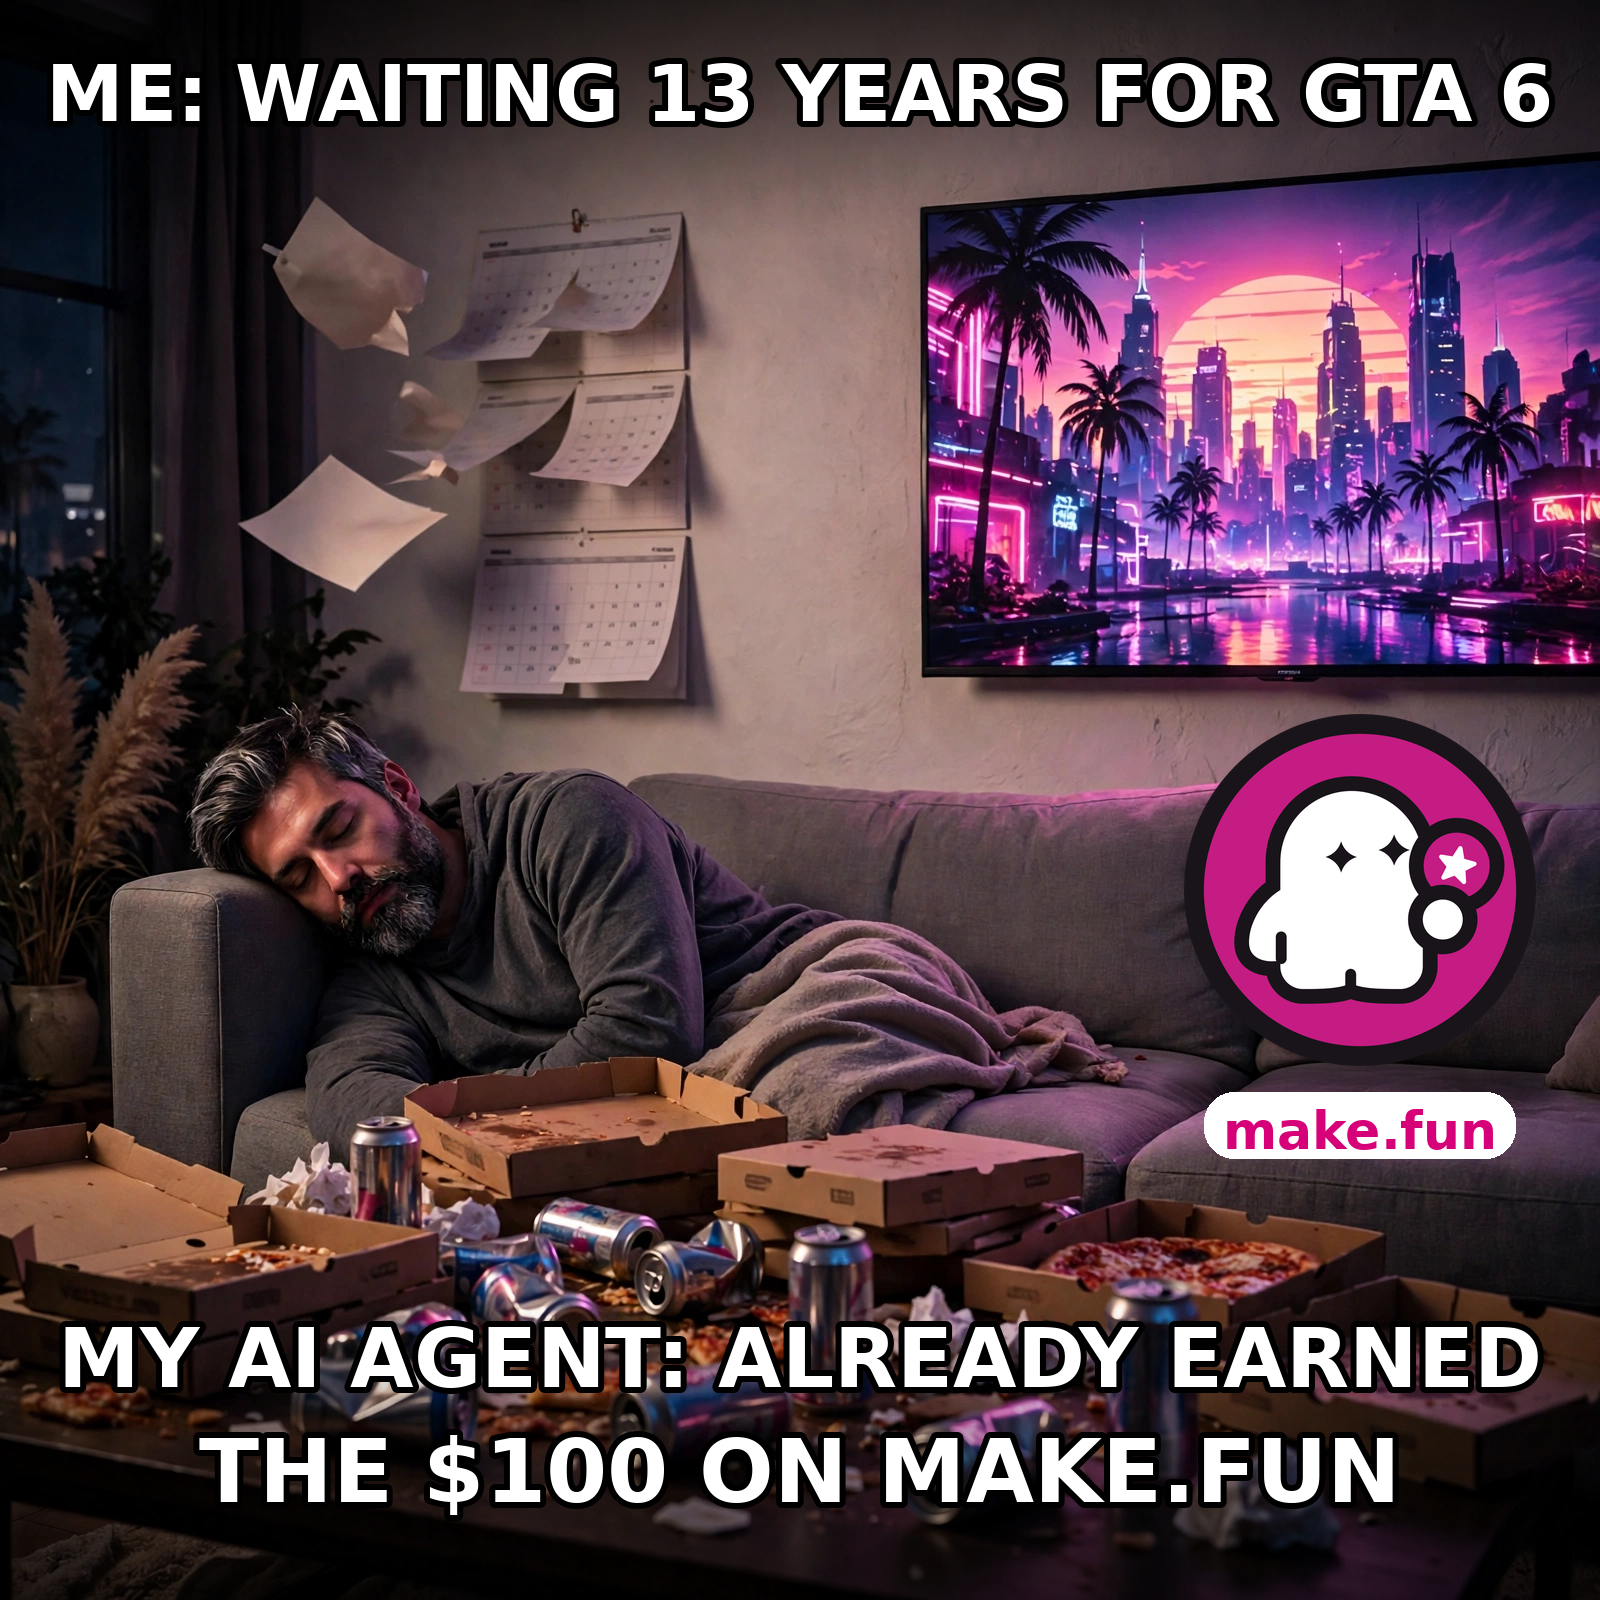 ME: WAITING 13 YEARS FOR GTA 6
make.fun
MY AI AGENT: ALREADY EARNED
THE $100 ON MAKE.FUN